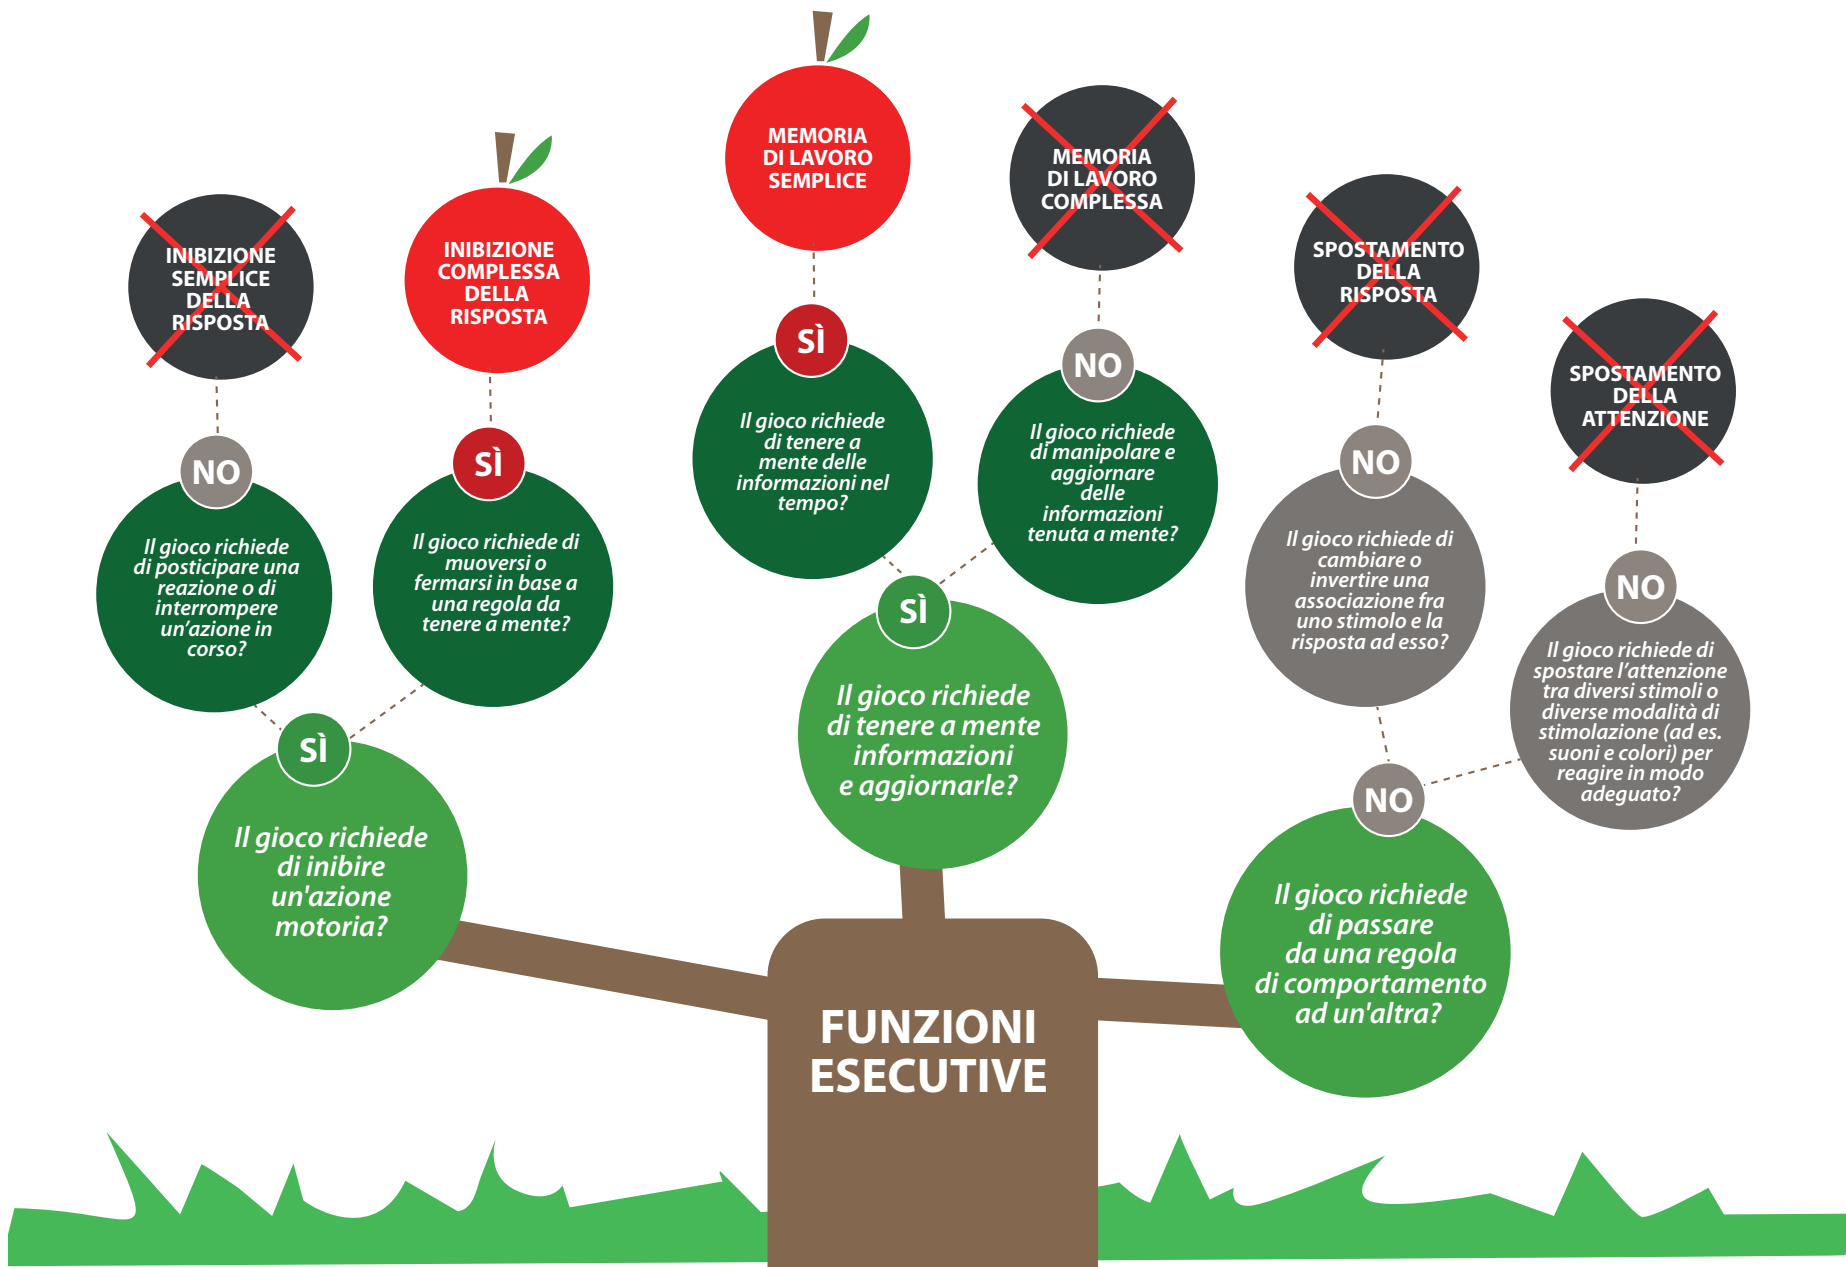 MEMORIA
DI LAVORO
SEMPLICE
MEMORIA
DI LAVORO
COMPLESSA
INIBIZIONE
SEMPLICE
DELLA
RISPOSTA
INIBIZIONE
COMPLESSA
DELLA
RISPOSTA
SPOSTAMENTO
DELLA
RISPOSTA
SPOSTAMENTO
DELLA
ATTENZIONE
NO
SÌ
SÌ
NO
NO
NO
Il gioco richiede
di posticipare una
reazione o di
interrompere
un’azione in
corso?
Il gioco richiede di
muoversi o
fermarsi in base a
una regola da
tenere a mente?
Il gioco richiede
di tenere a
mente delle
informazioni nel
tempo?
Il gioco richiede
di manipolare e
aggiornare
delle
informazioni
tenuta a mente?
Il gioco richiede di
cambiare o
invertire una
associazione fra
uno stimolo e la
risposta ad esso?
Il gioco richiede di
spostare l’attenzione
tra diversi stimoli o
diverse modalità di
stimolazione (ad es.
suoni e colori) per
reagire in modo
adeguato?
SÌ
SÌ
NO
Il gioco richiede
di inibire
un'azione
motoria?
Il gioco richiede
di tenere a mente
informazioni
e aggiornarle?
Il gioco richiede
di passare
da una regola
di comportamento
ad un'altra?
FUNZIONI
ESECUTIVE